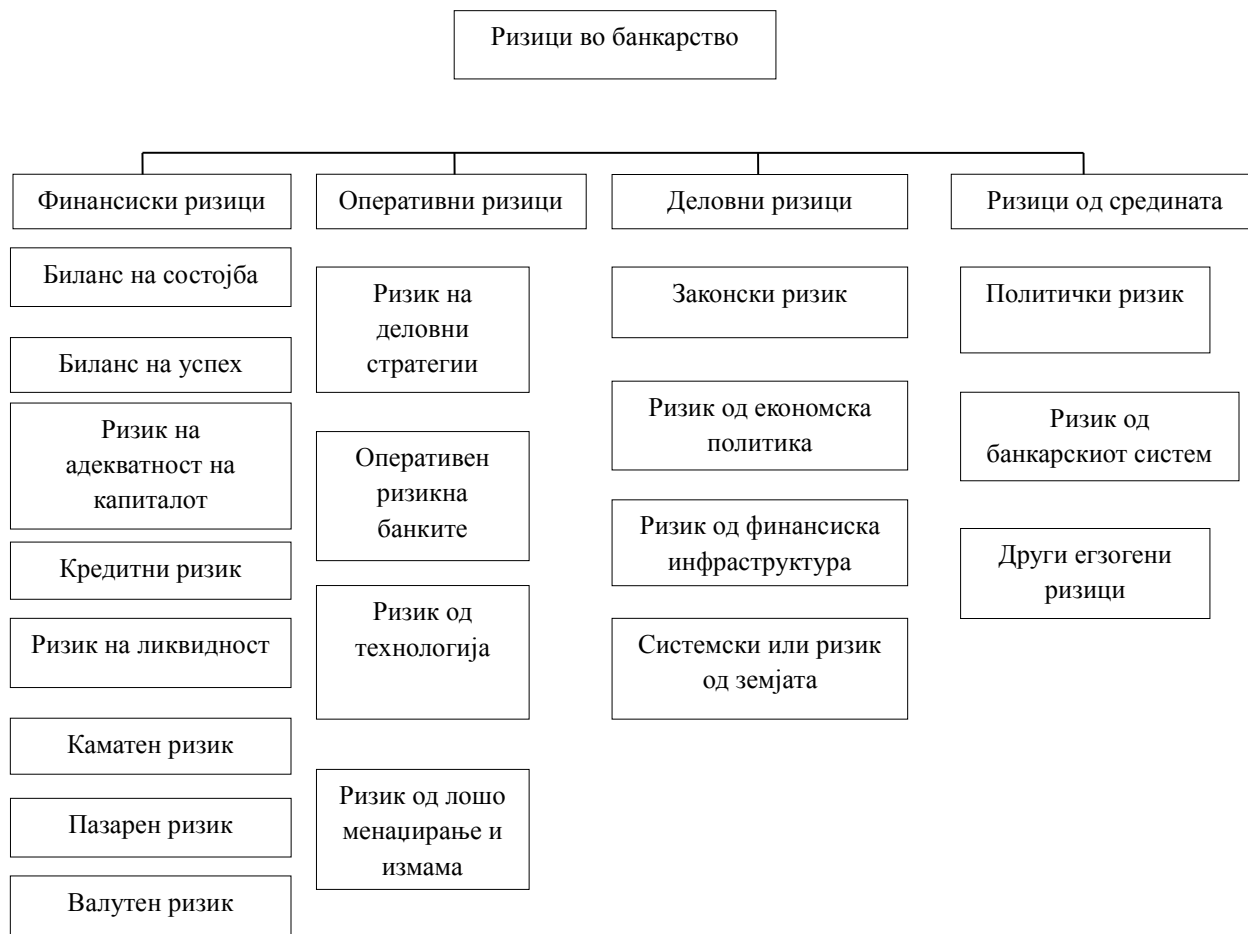 Ризици во банкарство
Финансиски ризици
Биланс на состојба
Биланс на успех
Ризик на
адекватност на
капиталот
Кредитни ризик
Ризик на ликвидност
Каматен ризик
Пазарен ризик
Валутен ризик
Оперативни ризици
Ризик на
деловни
стратегии
Оперативен
ризикна
банките
Ризик од
технологија
Ризик од лошо
менаџирање и
измама
Деловни ризици
Законски ризик
Ризик од економска
политика
Ризик од финансиска
инфраструктура
Системски или ризик
од земјата
Ризици од средината
Политички ризик
Ризик од
банкарскиот систем
Други егзогени
ризици